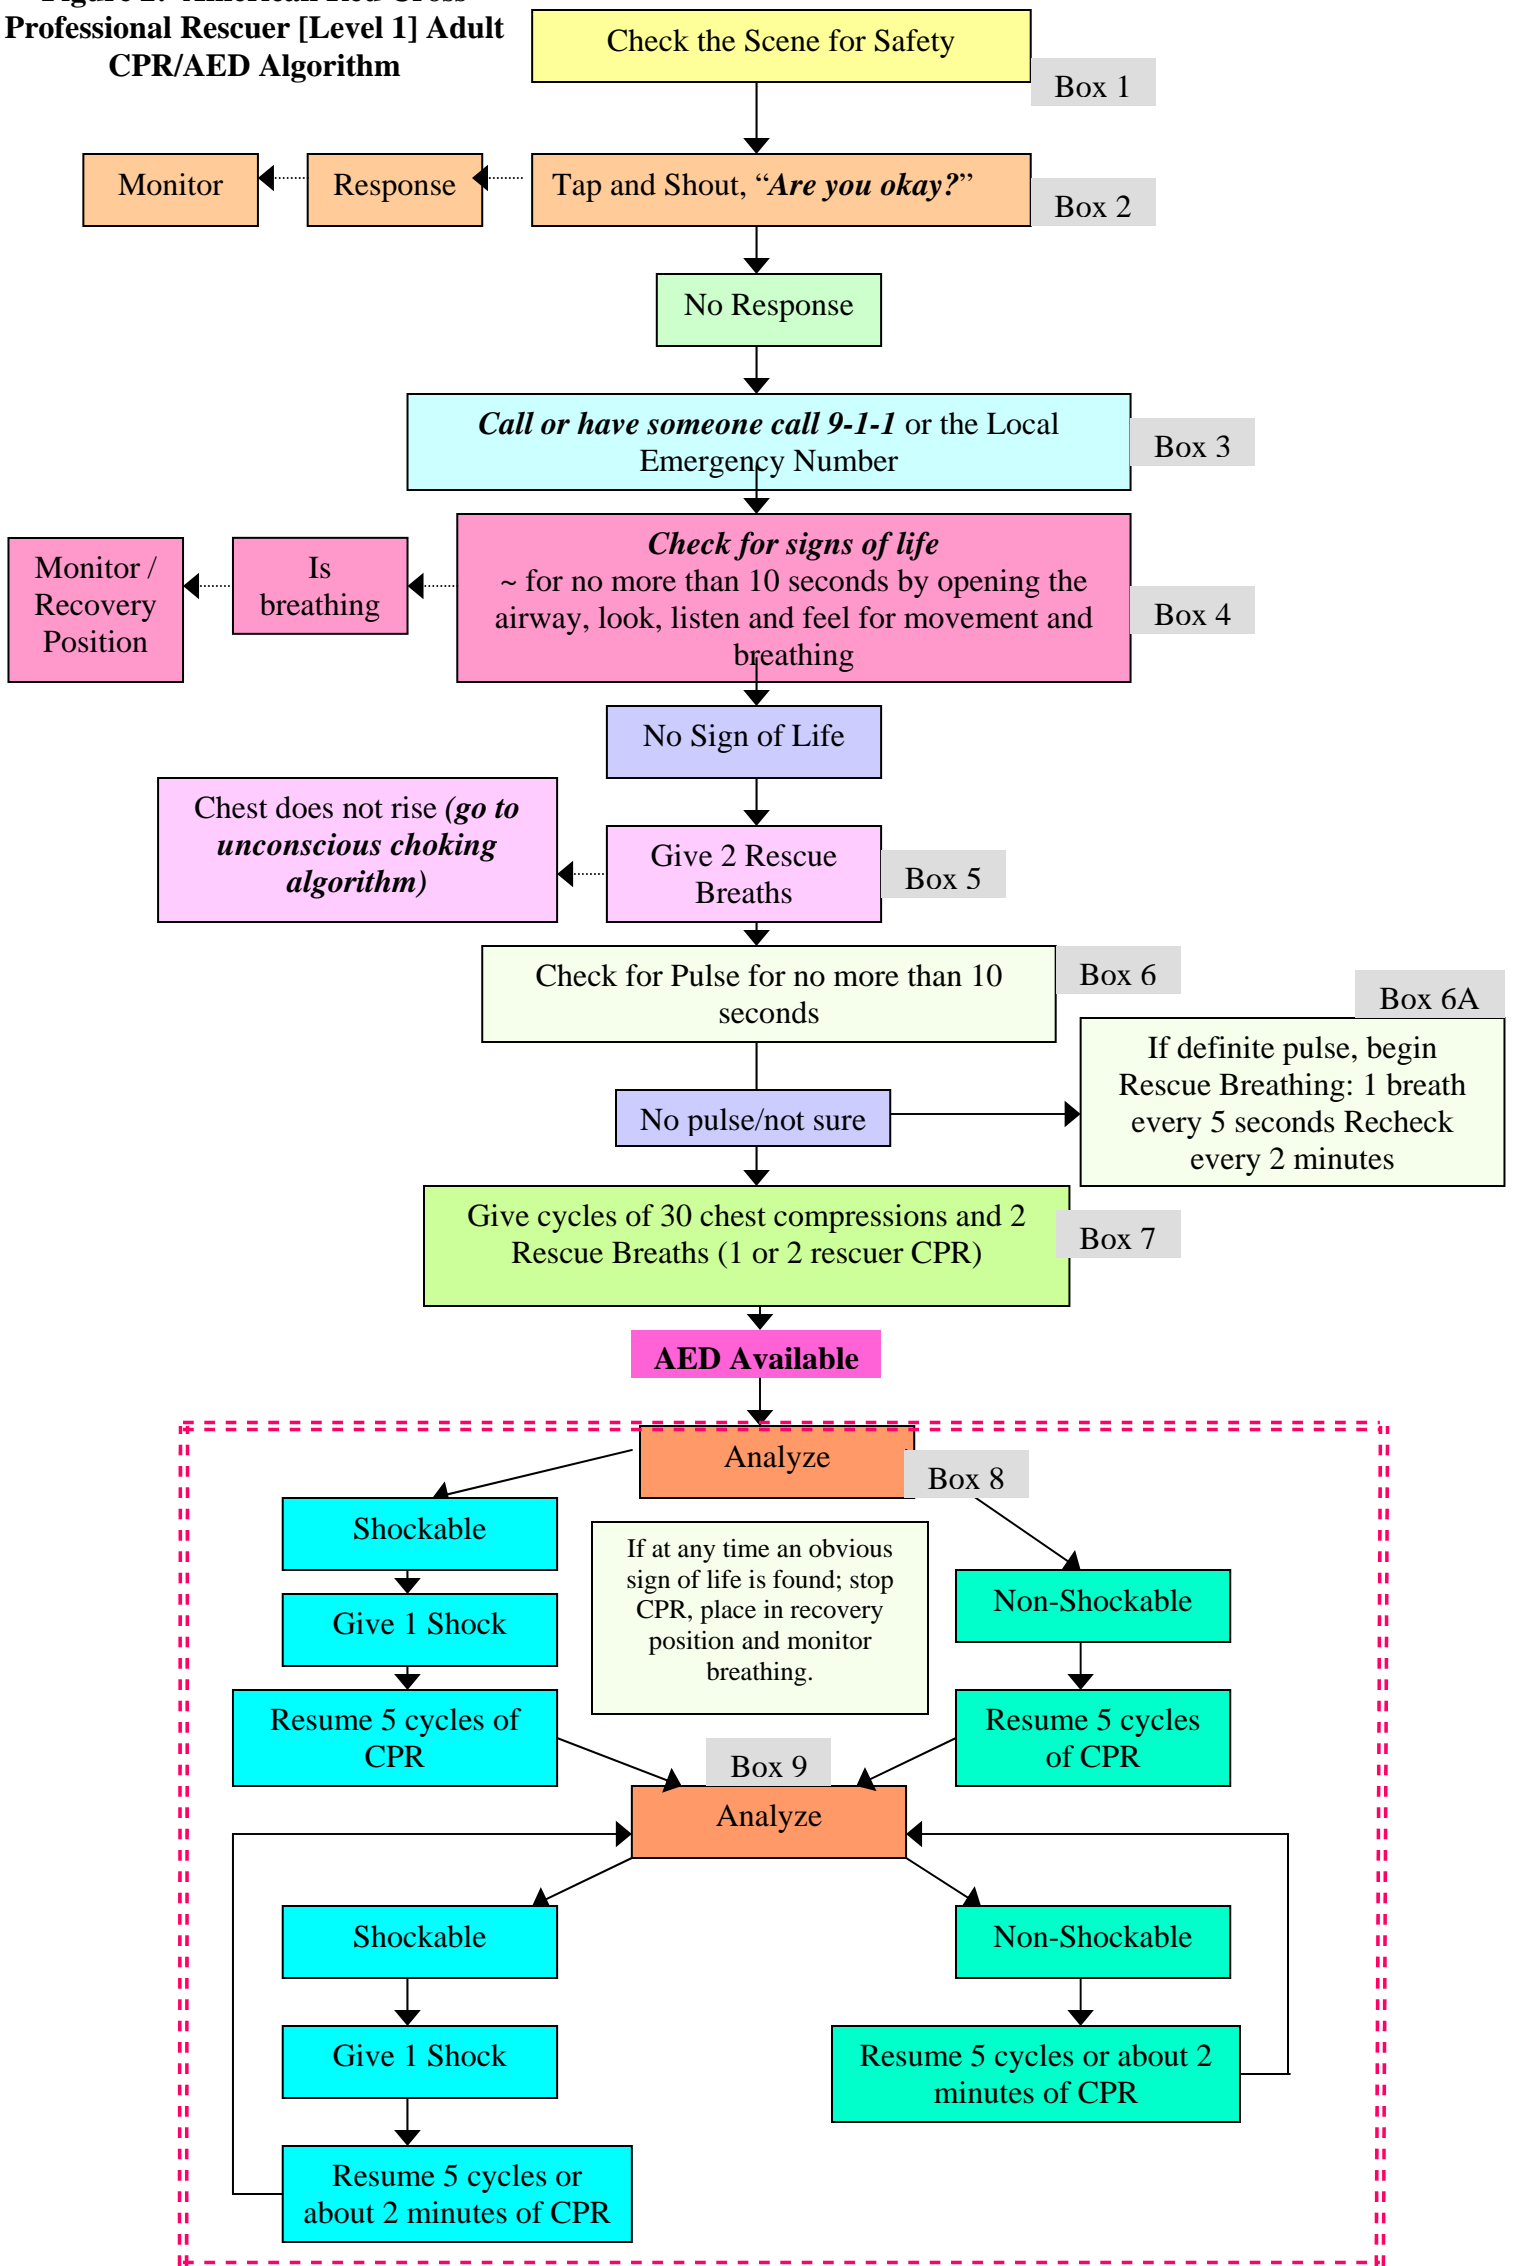 Figure 2: American Red Cross
Professional Rescuer [Level 1] Adult
CPR/AED Algorithm
Check the Scene for Safety
Box 1
Monitor
Response
Tap and Shout, “Are you okay?”
Box 2
No Response
Call or have someone call 9-1-1 or the Local
Emergency Number
Box 3
Check for signs of life
~ for no more than 10 seconds by opening the
airway, look, listen and feel for movement and
breathing
Box 4
Is
breathing
Monitor /
Recovery
Position
No Sign of Life
Chest does not rise (go to
unconscious choking
algorithm)
Give 2 Rescue
Breaths
Box 5
Check for Pulse for no more than 10
seconds
Box 6
Box 6A
If definite pulse, begin
Rescue Breathing: 1 breath
every 5 seconds Recheck
every 2 minutes
No pulse/not sure
Give cycles of 30 chest compressions and 2
Rescue Breaths (1 or 2 rescuer CPR)
Box 7
AED Available
Analyze
Box 8
Shockable
Give 1 Shock
Resume 5 cycles of
CPR
If at any time an obvious
sign of life is found; stop
CPR, place in recovery
position and monitor
breathing.
Non-Shockable
Resume 5 cycles
of CPR
Box 9
Analyze
Shockable
Give 1 Shock
Resume 5 cycles or
about 2 minutes of CPR
Non-Shockable
Resume 5 cycles or about 2
minutes of CPR